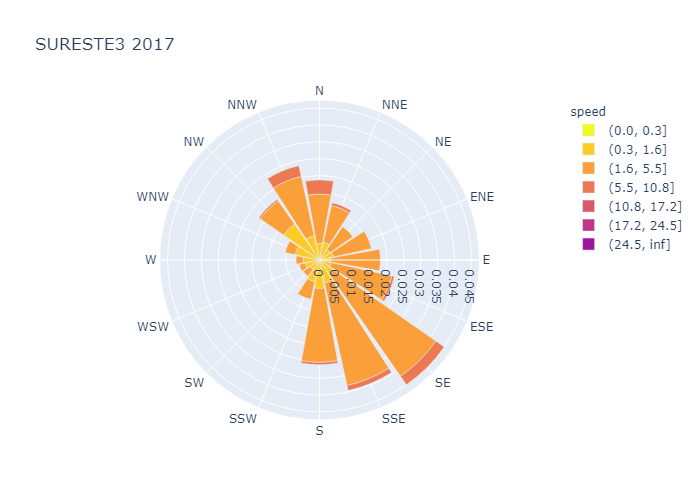 SURESTE3 2017
N
NNE
NE
ENE
E
ESE
SE
SSE
S
SSW
SW
WSW
W
WNW
NW
NNW
0
0.005
0.01
0.015
0.02
0.025
0.03
0.035
0.04
0.045
speed
(0.0, 0.3]
(0.3, 1.6]
(1.6, 5.5]
(5.5, 10.8]
(10.8, 17.2]
(17.2, 24.5]
(24.5, inf]